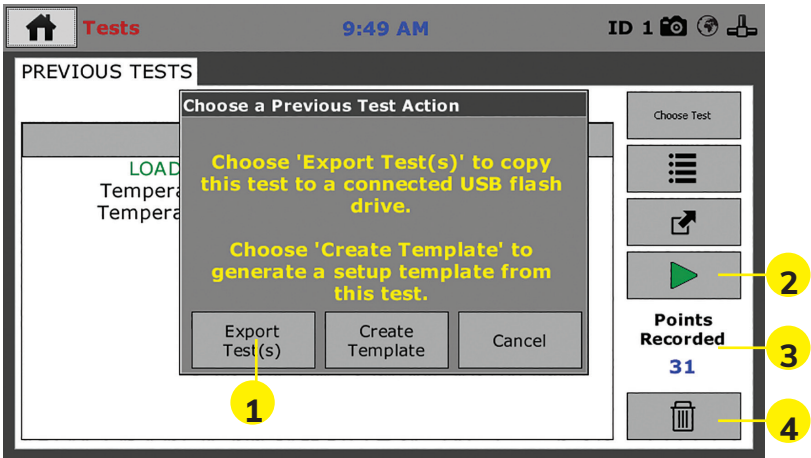 Tests
9:49 AM
ID 1
PREVIOUS TESTS
Choose a Previous Test Action
Choose Test
Choose 'Export Test(s)' to copy
this test to a connected USB flash
drive.
LOAD
Tempera
Tempera
Choose 'Create Template' to
generate a setup template from
this test.
2
Points
Recorded
31
3
Export
Test(s)
Create
Template
Cancel
1
4